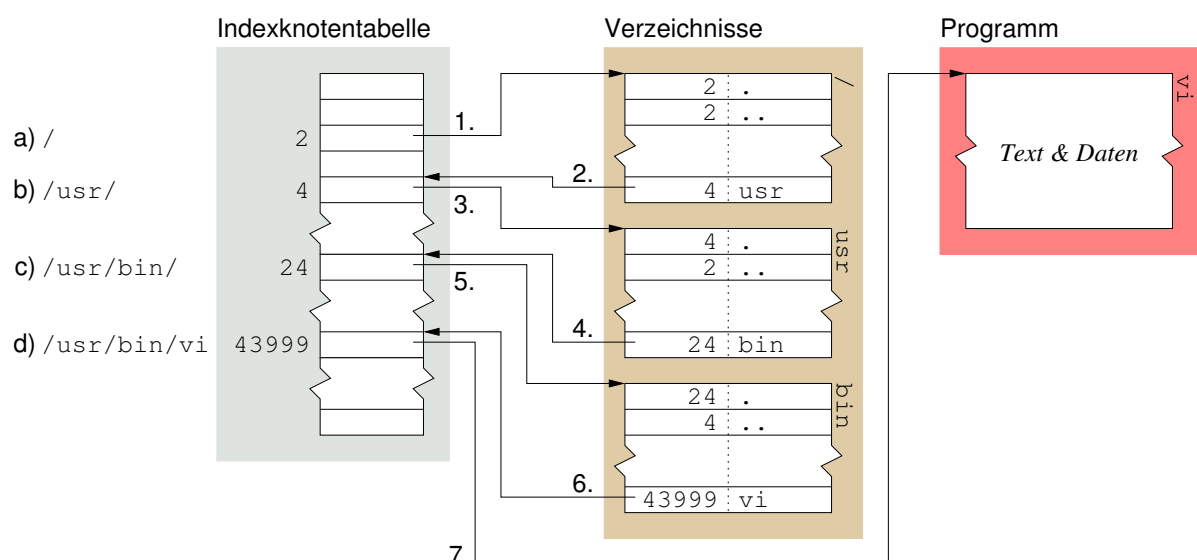 Indexknotentabelle
Verzeichnisse
Programm
a) /
2
1.
2 .
2 ..
/
b) /usr/
4
2.
3.
4 usr
c) /usr/bin/
24
5.
4 .
2 ..
usr
4.
24 bin
d) /usr/bin/vi
43999
24 .
4 ..
bin
6.
43999 vi
7.
vi
Text & Daten